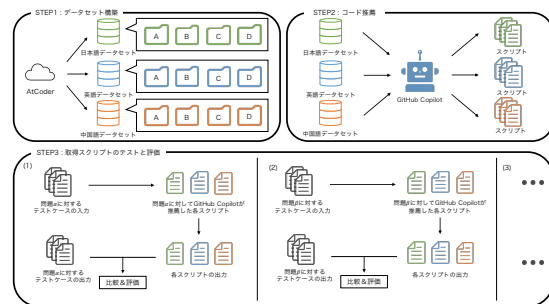 STEP1：データセット構築
日本語データセット
英語データセット
中国語データセット
AtCoder
A B C D
A B C D
A B C D
STEP2：コード推薦
日本語データセット
英語データセット
中国語データセット
GitHub Copilot
スクリプト
スクリプト
スクリプト
STEP3：取得スクリプトのテストと評価
(1)
問題αに対する
テストケースの入力
問題αに対してGitHub Copilotが
推薦した各スクリプト
問題αに対する
テストケースの出力
各スクリプトの出力
比較＆評価
(2)
問題βに対する
テストケースの入力
問題βに対してGitHub Copilotが
推薦した各スクリプト
問題βに対する
テストケースの出力
各スクリプトの出力
比較＆評価
(3)